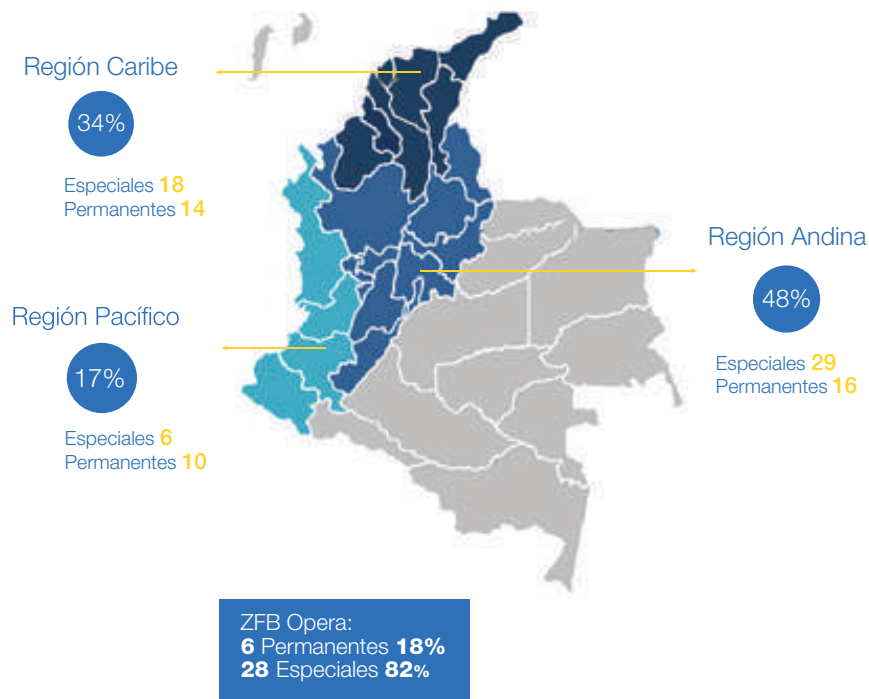 Región Caribe
34%
Especiales 18
Permanentes 14
Región Andina
48%
Especiales 29
Permanentes 16
Región Pacífico
17%
Especiales 6
Permanentes 10
ZFB Opera:
6 Permanentes 18%
28 Especiales 82%